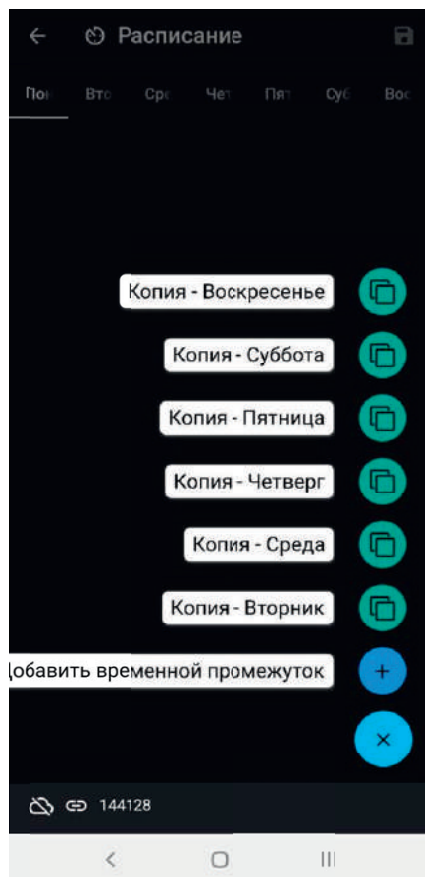 Расписание
Пон Вто Сре Чет Пят Суб Вос
Копия - Воскресенье
Копия - Суббота
Копия - Пятница
Копия - Четверг
Копия - Среда
Копия - Вторник
Добавить временной промежуток
144128